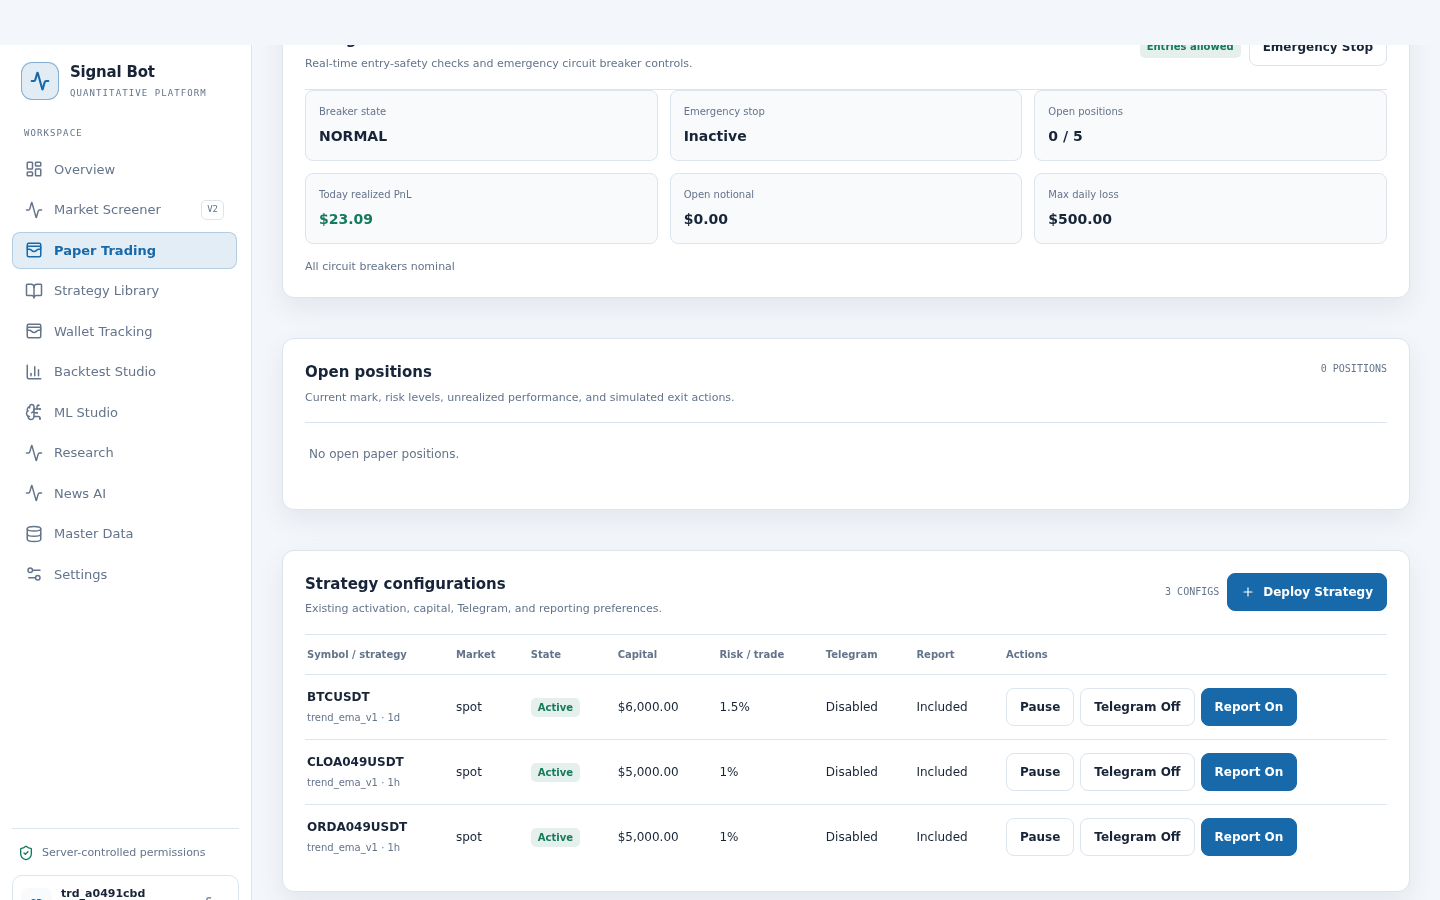 Signal Bot
QUANTITATIVE PLATFORM
WORKSPACE
Overview
Market Screener V2
Paper Trading
Strategy Library
Wallet Tracking
Backtest Studio
ML Studio
Research
News AI
Master Data
Settings
Server-controlled permissions
trd_a0491cbd
Entries allowed
Emergency Stop
Real-time entry-safety checks and emergency circuit breaker controls.
Breaker state
NORMAL
Emergency stop
Inactive
Open positions
0 / 5
Today realized PnL
$23.09
Open notional
$0.00
Max daily loss
$500.00
All circuit breakers nominal
Open positions
0 POSITIONS
Current mark, risk levels, unrealized performance, and simulated exit actions.
No open paper positions.
Strategy configurations
3 CONFIGS
Deploy Strategy
Existing activation, capital, Telegram, and reporting preferences.
Symbol / strategy Market State Capital Risk / trade Telegram Report Actions
BTCUSDT
trend_ema_v1 · 1d
spot Active $6,000.00 1.5% Disabled Included Pause Telegram Off Report On
CLOA049USDT
trend_ema_v1 · 1h
spot Active $5,000.00 1% Disabled Included Pause Telegram Off Report On
ORDA049USDT
trend_ema_v1 · 1h
spot Active $5,000.00 1% Disabled Included Pause Telegram Off Report On